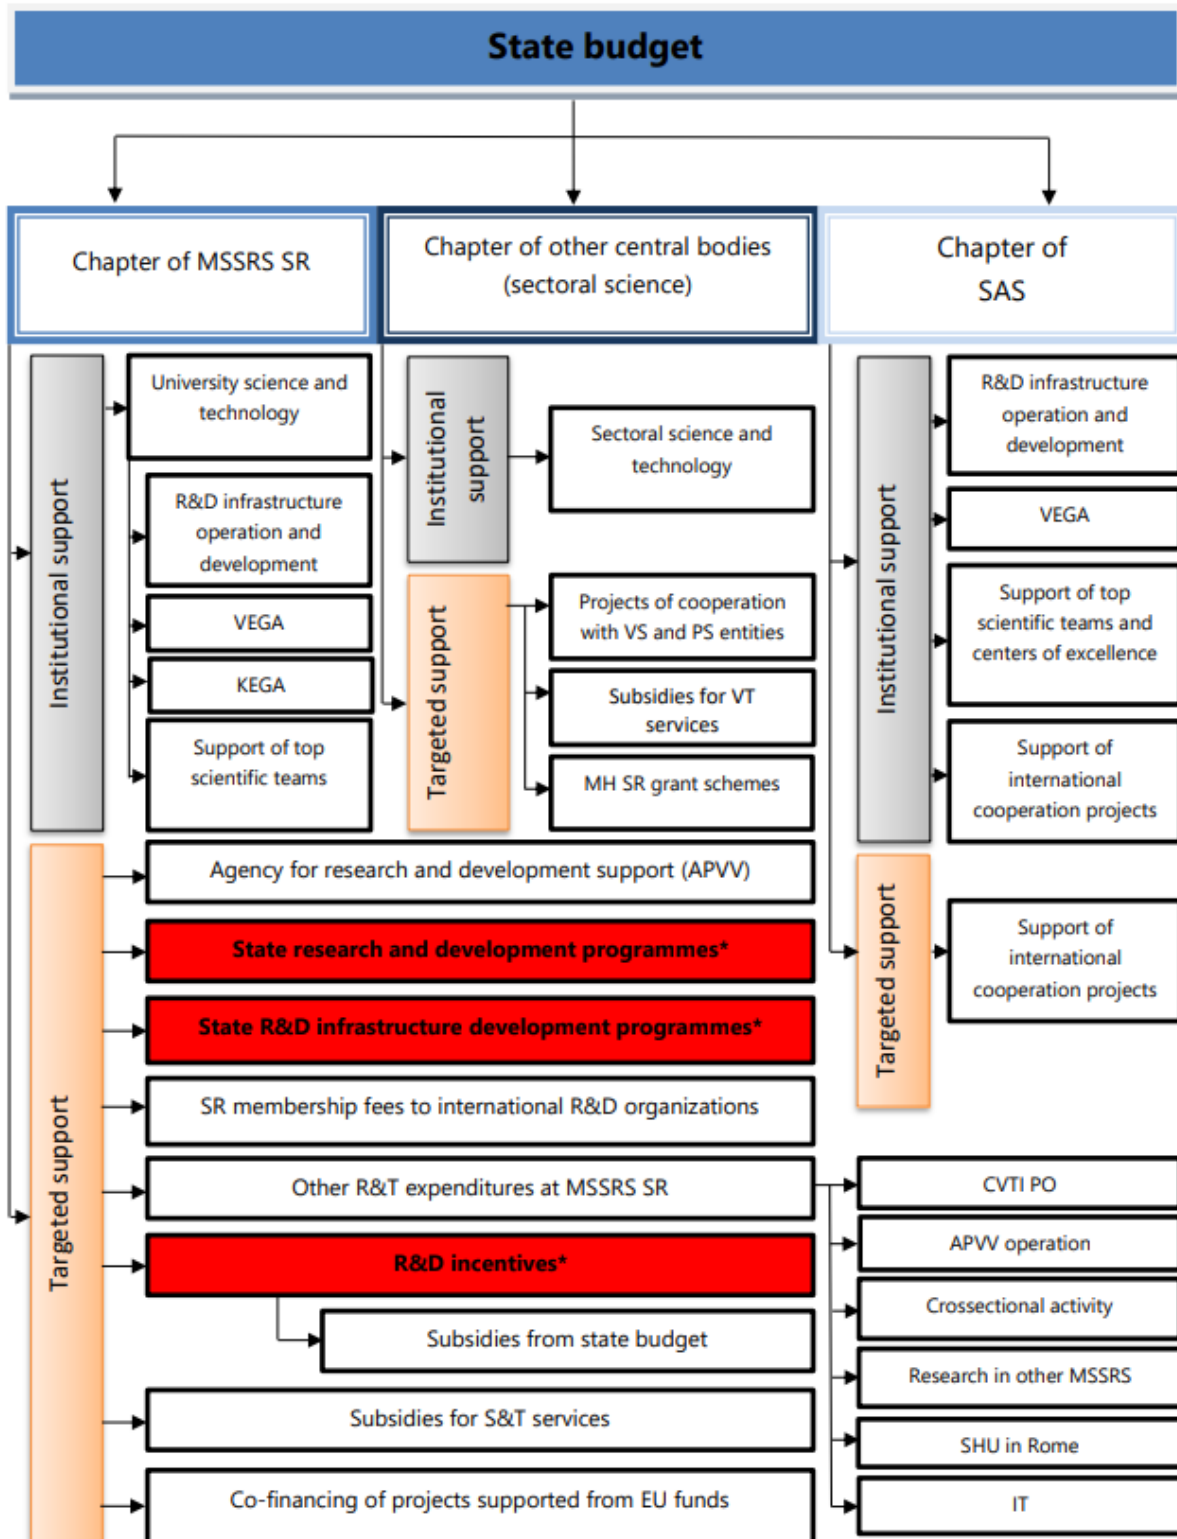 State budget
Chapter of MSSRS SR
Chapter of other central bodies
(sectoral science)
Chapter of
SAS
Institutional support
University science and
technology
R&D infrastructure
operation and
development
VEGA
KEGA
Support of top
scientific teams
Institutional
support
Sectoral science and
technology
Targeted support
Projects of cooperation
with VS and PS entities
Subsidies for VT
services
MH SR grant schemes
Institutional support
R&D infrastructure
operation and
development
VEGA
Support of top
scientific teams and
centers of excellence
Support of
international
cooperation projects
Targeted support
Support of
international
cooperation projects
Targeted support
Agency for research and development support (APVV)
State research and development programmes*
State R&D infrastructure development programmes*
SR membership fees to international R&D organizations
Other R&T expenditures at MSSRS SR
R&D incentives*
Subsidies from state budget
Subsidies for S&T services
Co-financing of projects supported from EU funds
CVTI PO
APVV operation
Crossectional activity
Research in other MSSRS
SHU in Rome
IT